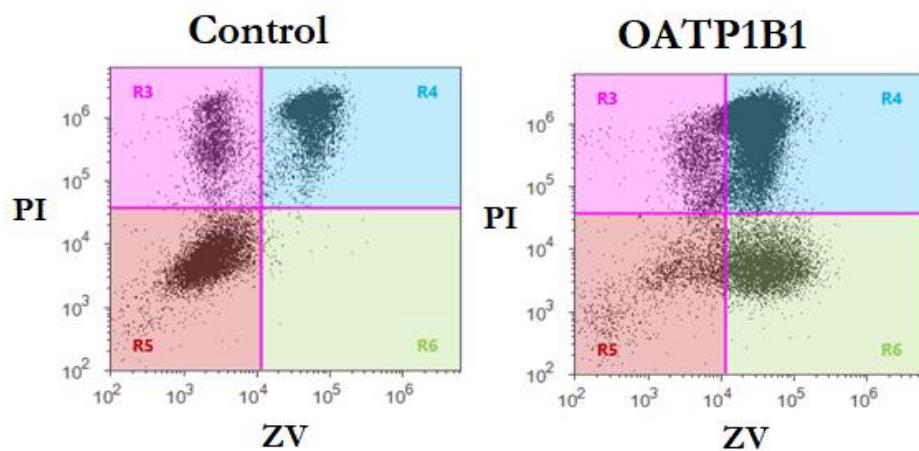 Control
OATP1B1
R3
R4
R5
R6
10⁶
10⁵
10⁴
10³
10²
PI
10² 10³ 10⁴ 10⁵ 10⁶
ZV
R3
R4
R5
R6
10⁶
10⁵
10⁴
10³
10²
PI
10² 10³ 10⁴ 10⁵ 10⁶
ZV